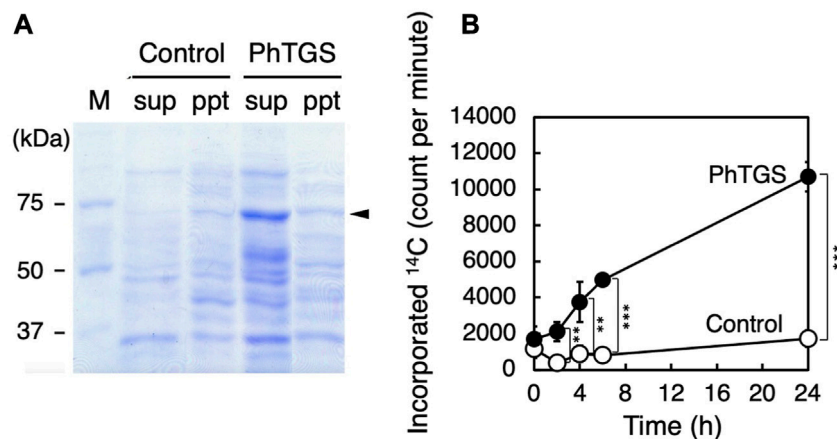 A
Control PhTGS
M sup ppt sup ppt
(kDa)
75 –
50 –
37 –
B
Incorporated ¹⁴C (count per minute)
14000
12000
10000
8000
6000
4000
2000
0
PhTGS
Control
**
**
***
***
0 4 8 12 16 20 24
Time (h)